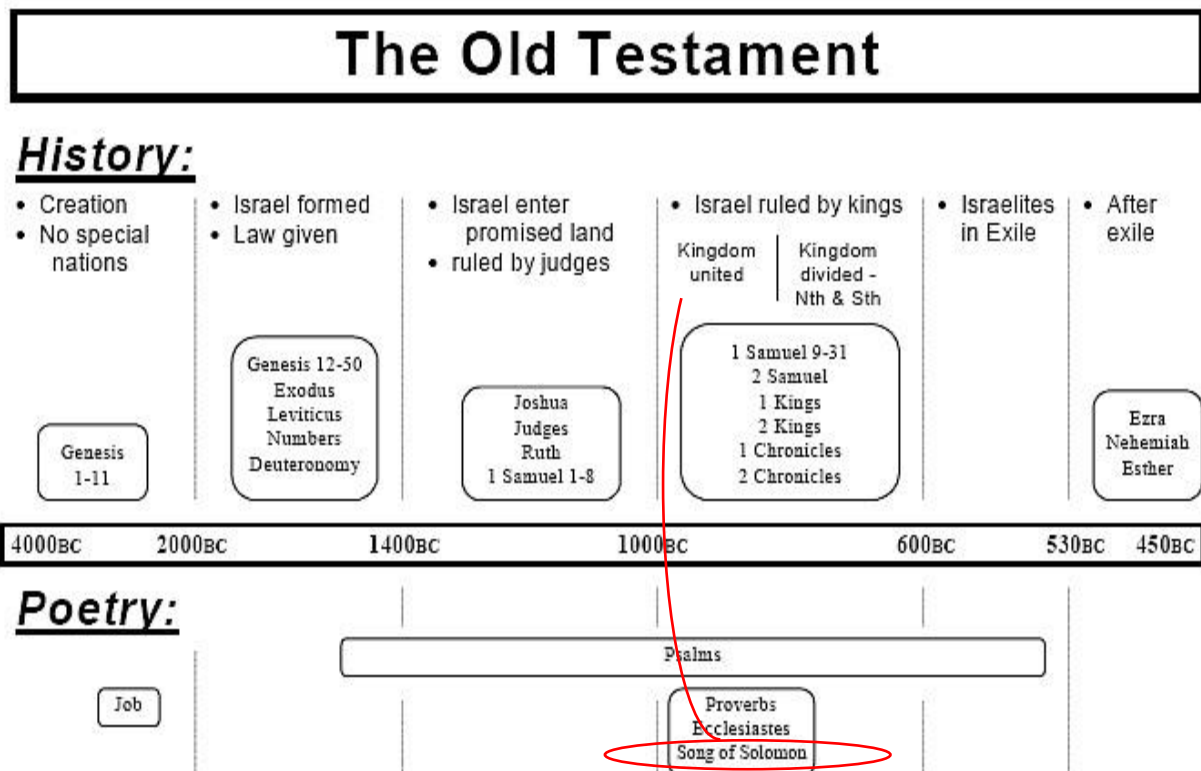 The Old Testament
History:
• Creation
• No special
nations
• Israel formed
• Law given
• Israel enter
promised land
• ruled by judges
• Israel ruled by kings
Kingdom
united
Kingdom
divided -
Nth & Sth
• Israelites
in Exile
• After
exile
Genesis
1-11
Genesis 12-50
Exodus
Leviticus
Numbers
Deuteronomy
Joshua
Judges
Ruth
1 Samuel 1-8
1 Samuel 9-31
2 Samuel
1 Kings
2 Kings
1 Chronicles
2 Chronicles
Ezra
Nehemiah
Esther
4000BC 2000BC 1400BC 1000BC 600BC 530BC 450BC
Poetry:
Psalms
Job
Proverbs
Ecclesiastes
Song of Solomon